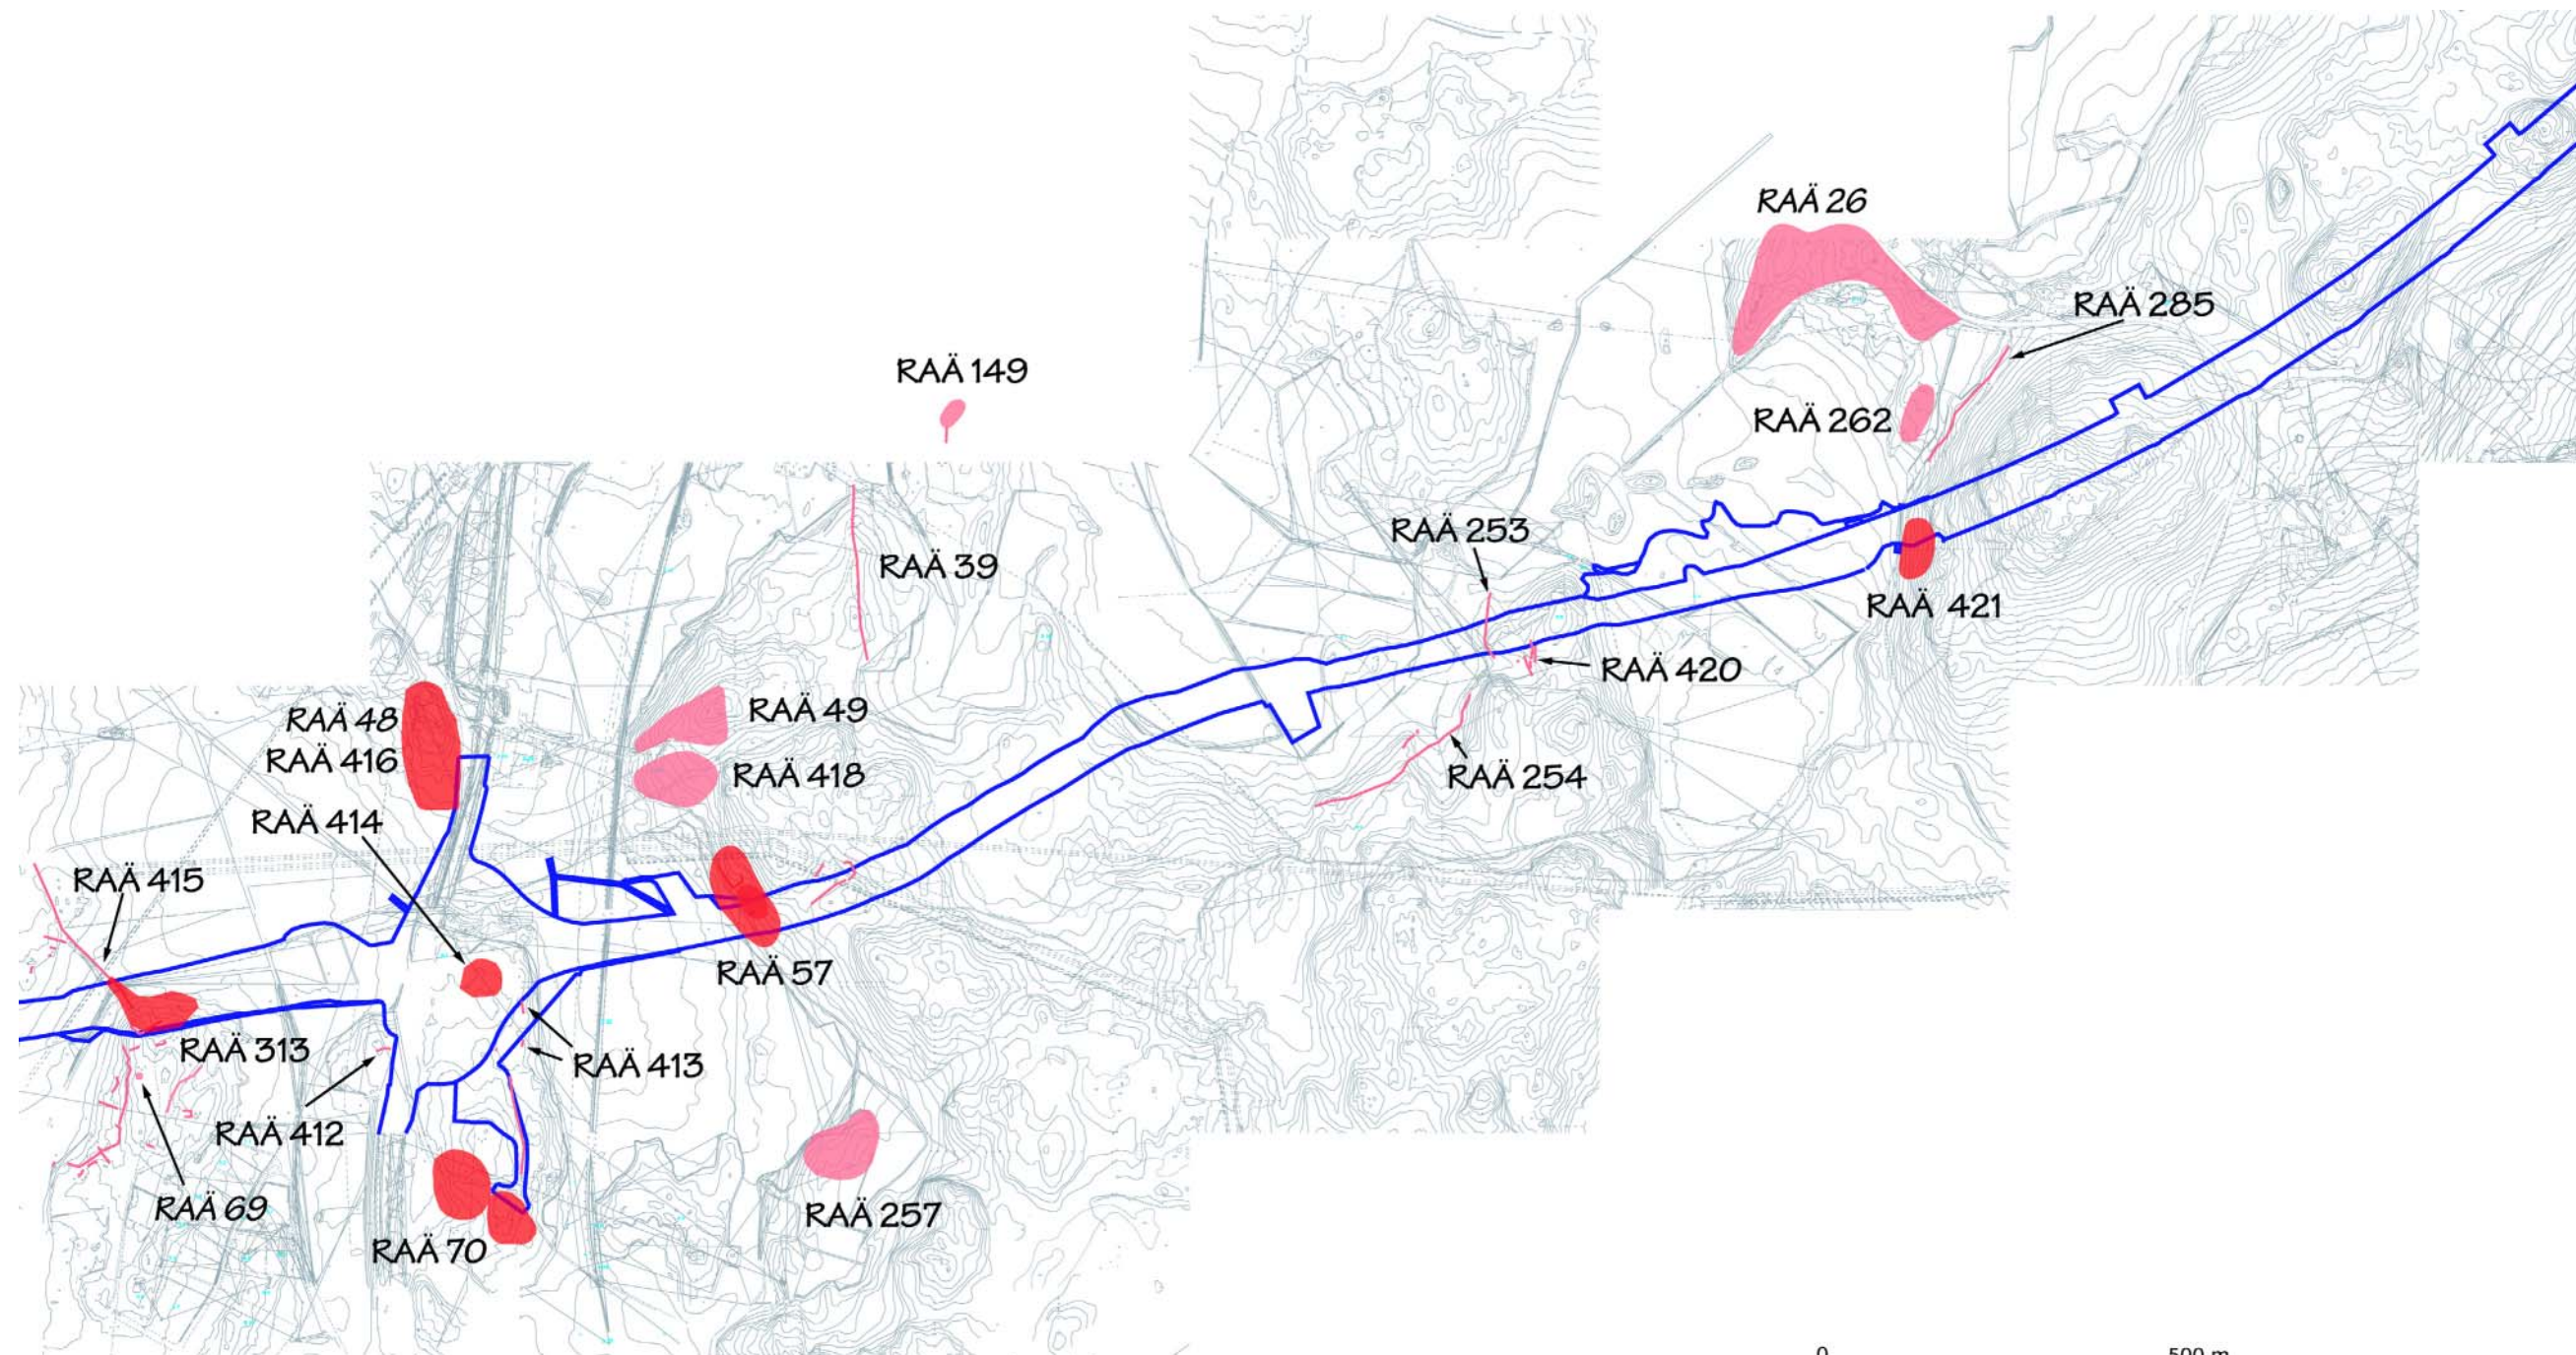 RAÄ 26
RAÄ 285
RAÄ 149
RAÄ 262
RAÄ 253
RAÄ 39
RAÄ 421
RAÄ 420
RAÄ 49
RAÄ 48
RAÄ 416
RAÄ 418
RAÄ 254
RAÄ 414
RAÄ 415
RAÄ 57
RAÄ 313
RAÄ 413
RAÄ 412
RAÄ 69
RAÄ 257
RAÄ 70
0 500 m